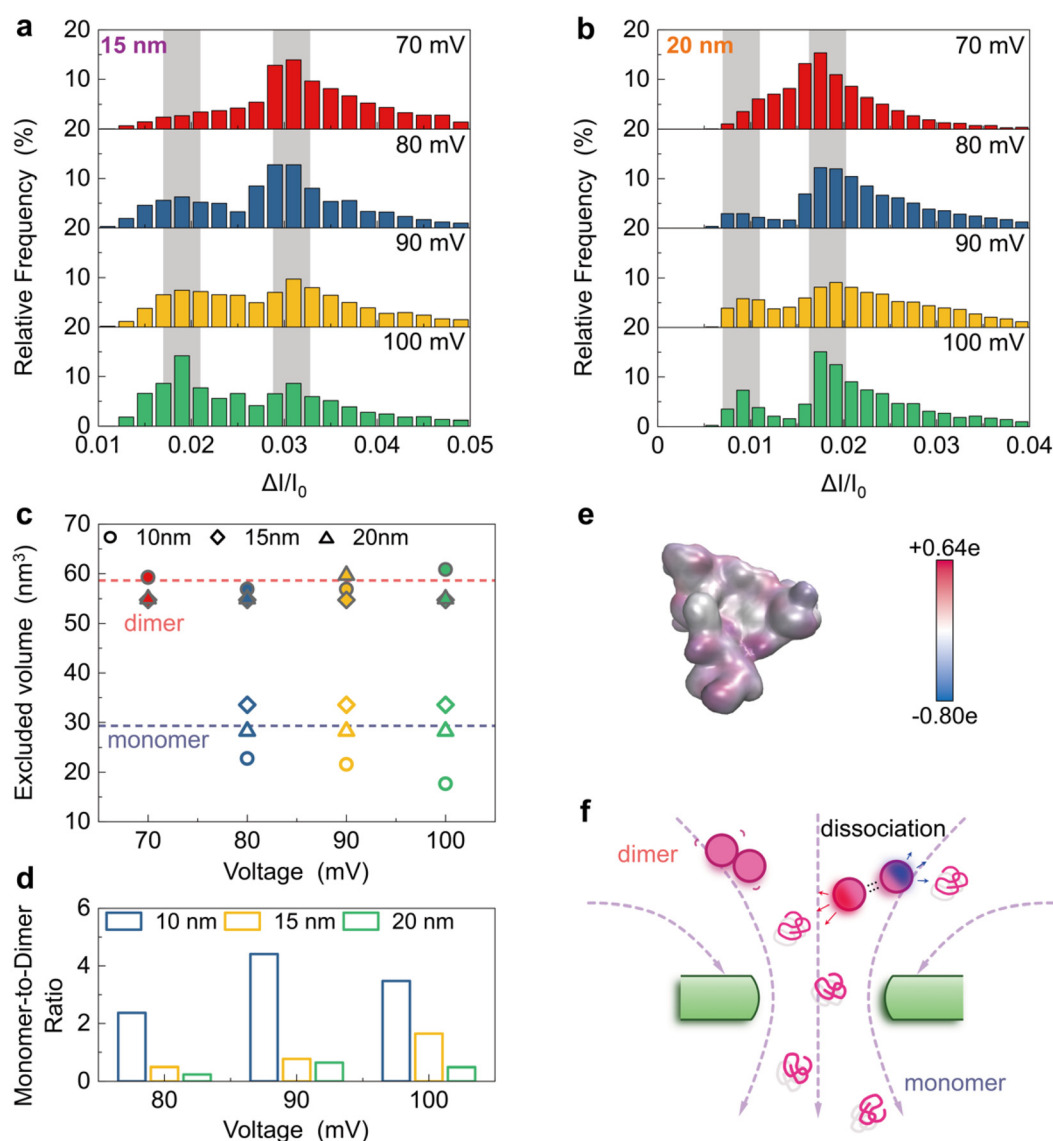 a
15 nm
70 mV
80 mV
90 mV
100 mV
20
10
20
10
20
10
20
10
0
Relative Frequency (%)
Relative Frequency (%)
0.01 0.02 0.03 0.04 0.05
ΔI/I0
b
20 nm
70 mV
80 mV
90 mV
100 mV
20
10
20
10
20
10
20
10
0
Relative Frequency (%)
Relative Frequency (%)
0 0.01 0.02 0.03 0.04
ΔI/I0
c
10nm 15nm 20nm
70
60
50
40
30
20
10
Excluded volume (nm3)
dimer
monomer
70 80 90 100
Voltage (mV)
d
10 nm 15 nm 20 nm
6
4
2
0
Monomer-to-Dimer
Ratio
80 90 100
Voltage (mV)
e
+0.64e
-0.80e
f
dissociation
dimer
monomer